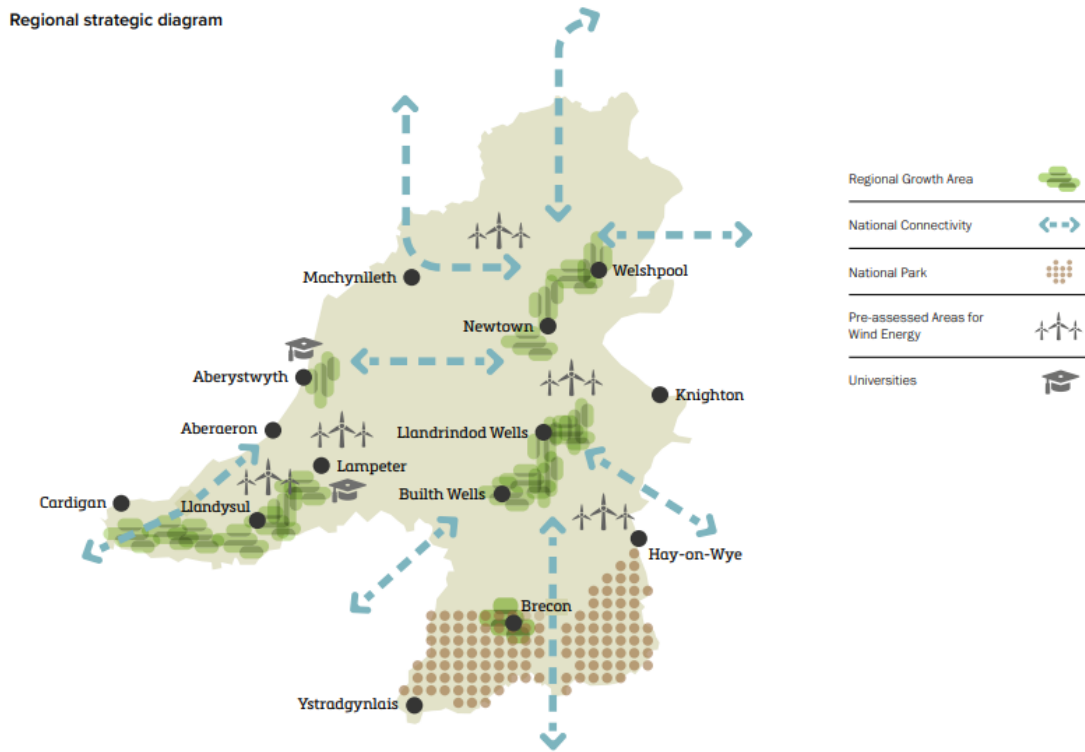 Regional strategic diagram
Machynlleth
Welshpool
Newtown
Aberystwyth
Knighton
Aberaeron
Llandrindod Wells
Lampeter
Builth Wells
Cardigan
Llandysul
Hay-on-Wye
Brecon
Ystradgynlais
Regional Growth Area
National Connectivity
National Park
Pre-assessed Areas for
Wind Energy
Universities